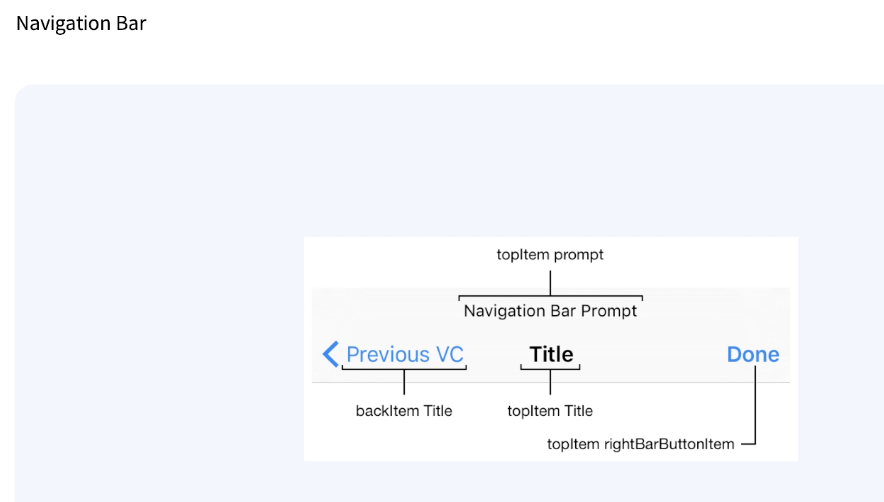 Navigation Bar
topItem prompt
Navigation Bar Prompt
Previous VC Title Done
backItem Title topItem Title
topItem rightBarButtonItem